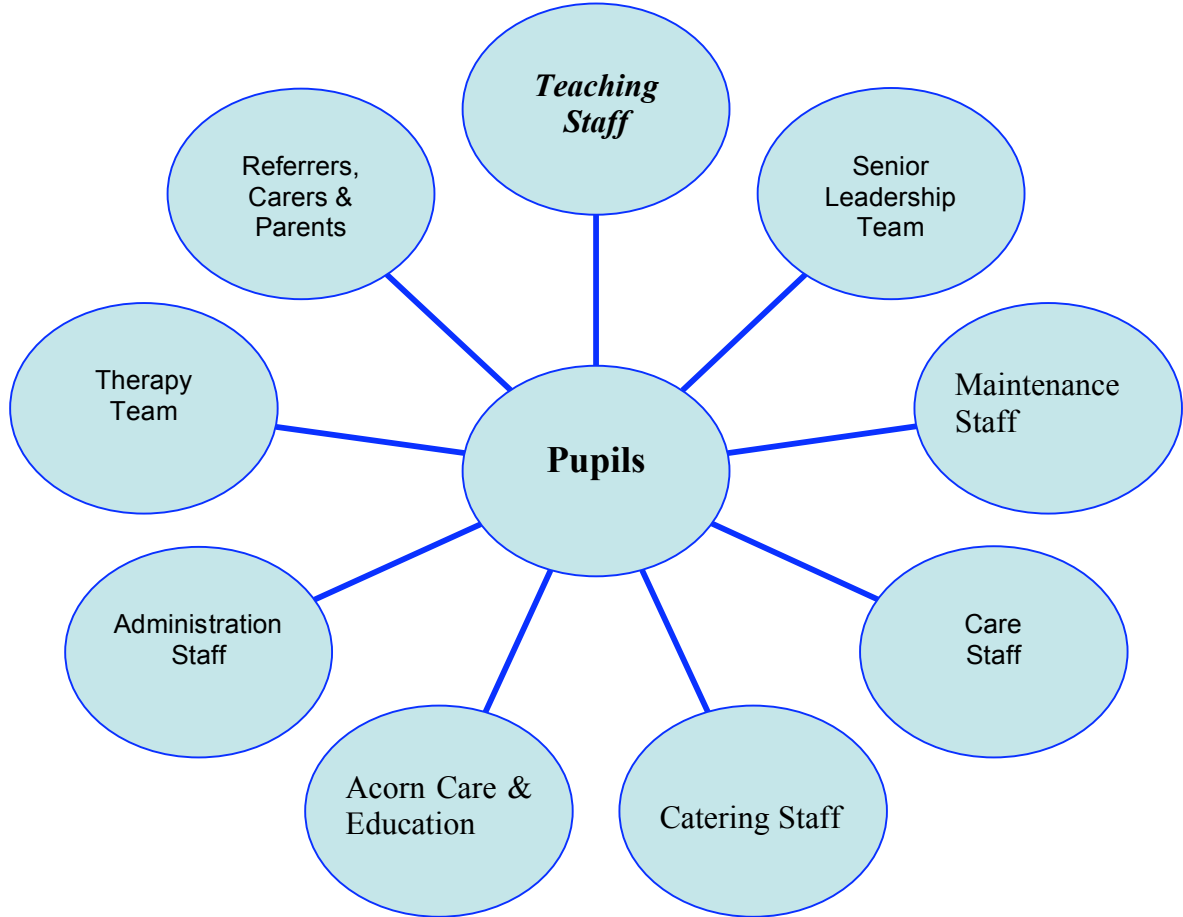 Teaching
Staff
Referrers,
Carers &
Parents
Senior
Leadership
Team
Therapy
Team
Maintenance
Staff
Pupils
Administration
Staff
Care
Staff
Acorn Care &
Education
Catering Staff